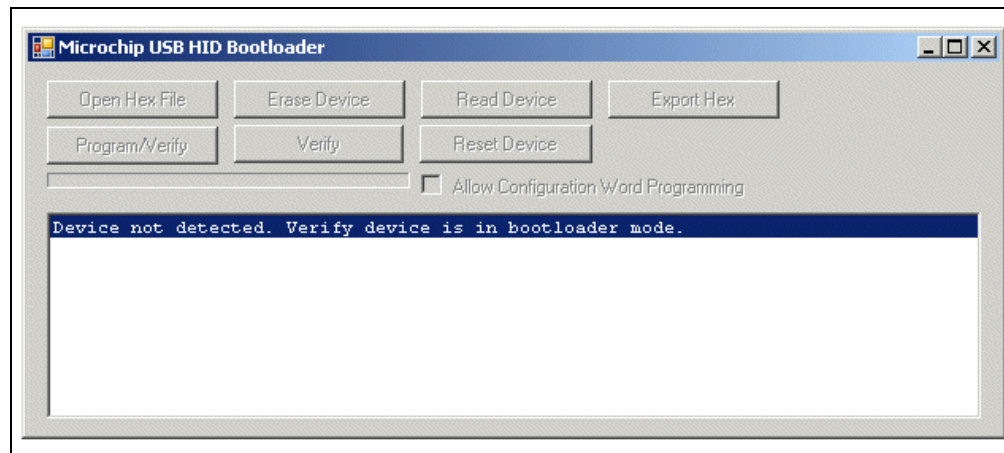 Microchip USB HID Bootloader
Open Hex File Erase Device Read Device Export Hex
Program/Verify Verify Reset Device
Allow Configuration Word Programming
Device not detected. Verify device is in bootloader mode.